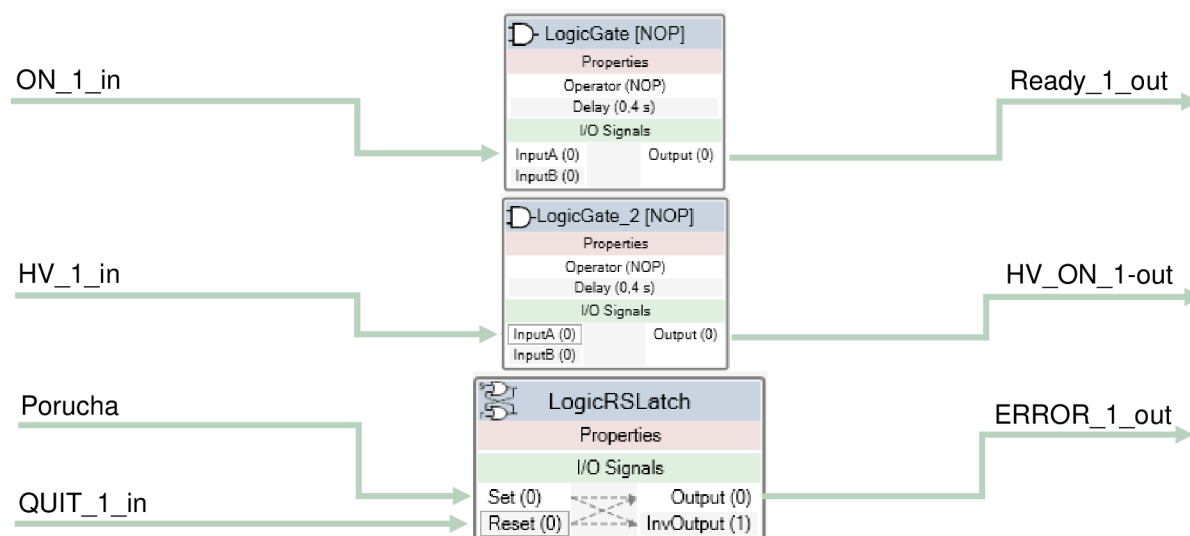 LogicGate [NOP]
Properties
ON_1_in
Ready_1_out
Operator (NOP)
Delay (0,4 s)
I/O Signals
InputA (0)
Output (0)
InputB (0)
LogicGate_2 [NOP]
Properties
HV_1_in
HV_ON_1-out
Operator (NOP)
Delay (0,4 s)
I/O Signals
InputA (0)
Output (0)
InputB (0)
LogicRSLatch
Porucha
ERROR_1_out
Properties
I/O Signals
Set (0)
Output (0)
QUIT_1_in
Reset (0)
InvOutput (1)